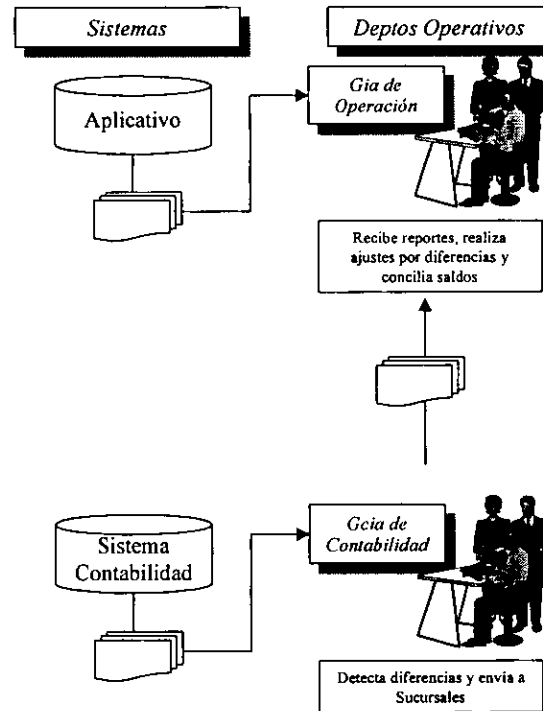 Sistemas
Deptos Operativos
Aplicativo
Gia de
Operación
Recibe reportes, realiza
ajustes por diferencias y
concilia saldos
Sistema
Contabilidad
Gcia de
Contabilidad
Detecta diferencias y envía a
Sucursales